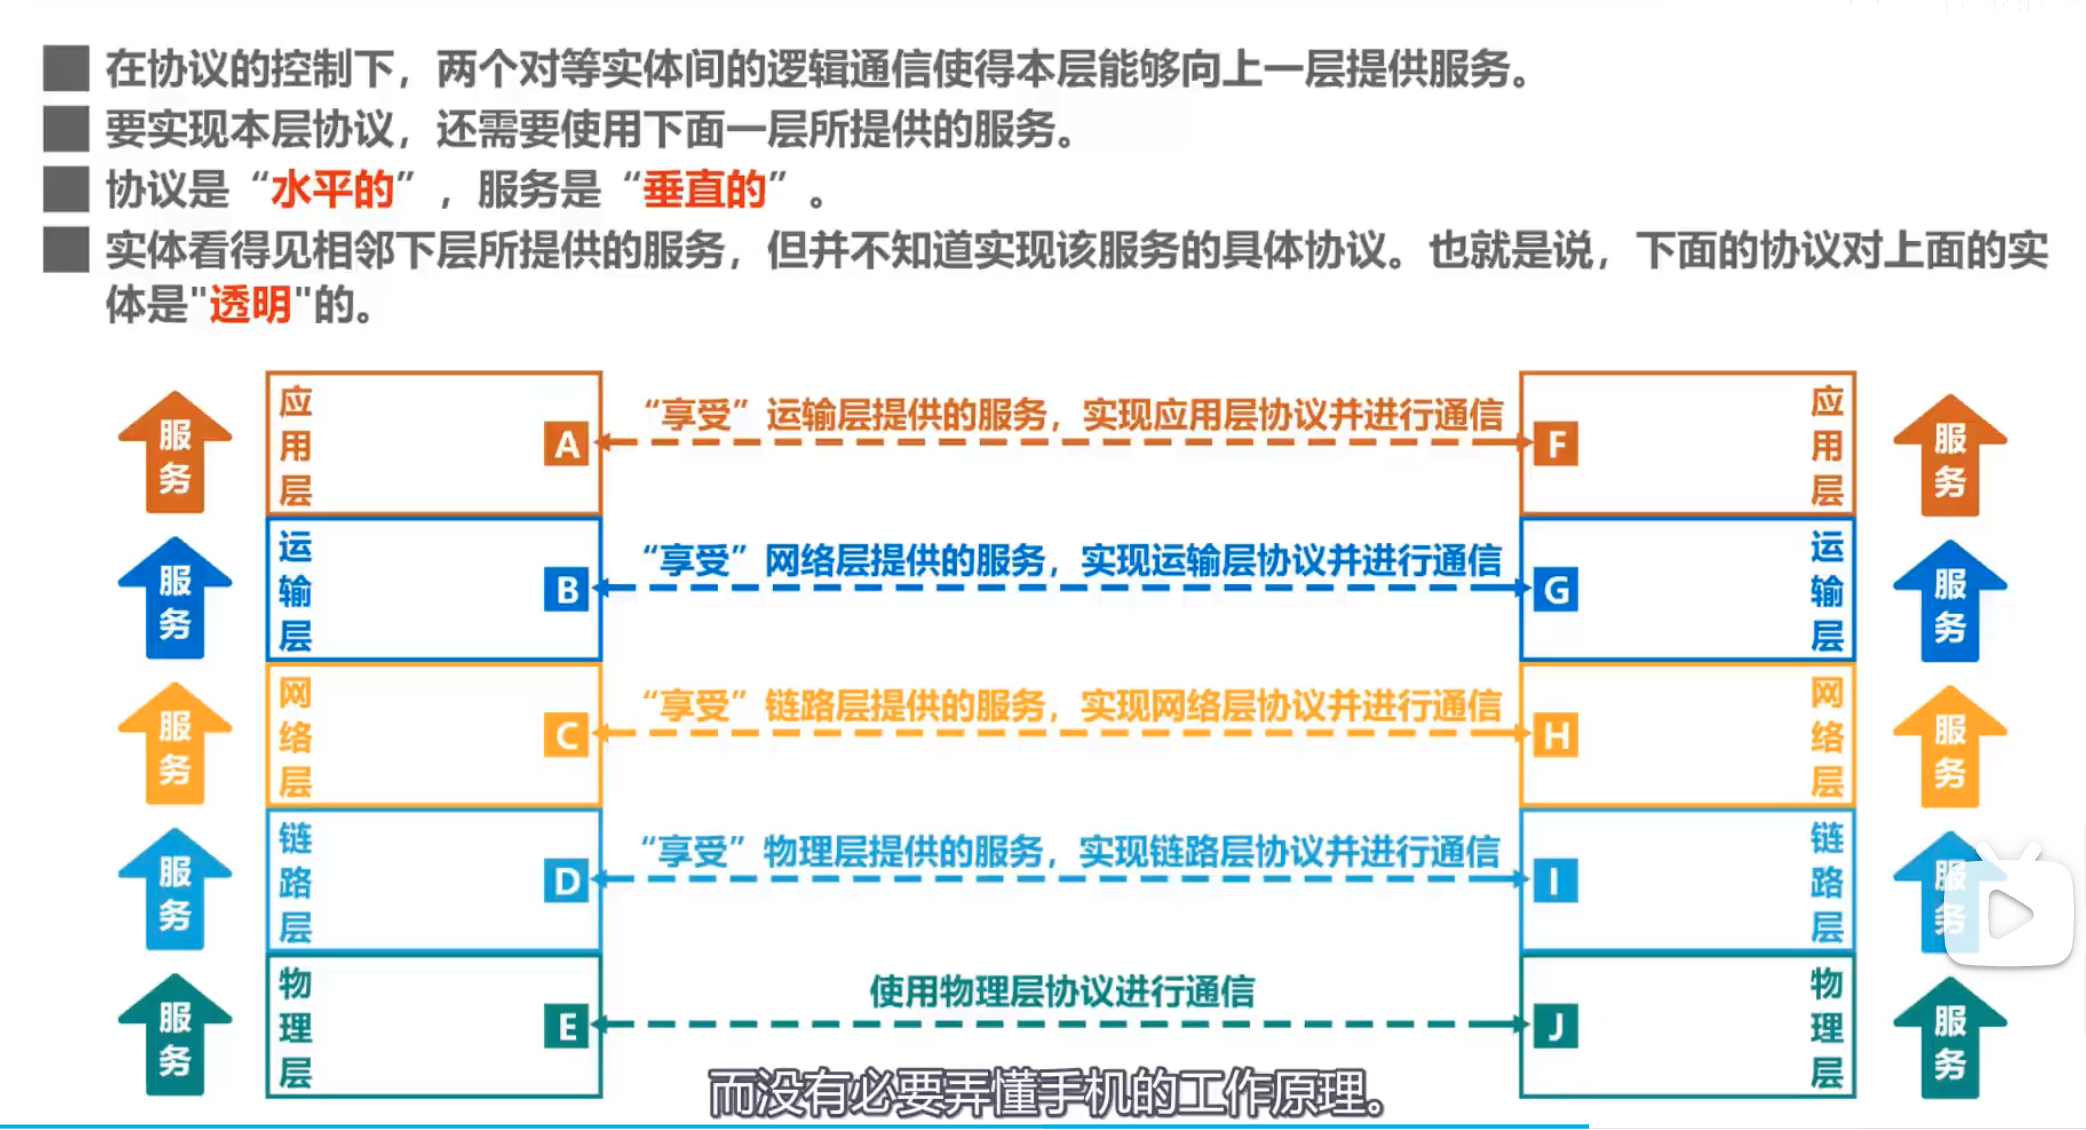 在协议的控制下，两个对等实体间的逻辑通信使得本层能够向上一层提供服务。
要实现本层协议，还需要使用下面一层所提供的服务。
协议是“水平的”，服务是“垂直的”。
实体看得见相邻下层所提供的服务，但并不知道实现该服务的具体协议。也就是说，下面的协议对上面的实
体是"透明"的。
服务
应用层
A
“享受”运输层提供的服务，实现应用层协议并进行通信
F
应用层
服务
服务
运输层
B
“享受”网络层提供的服务，实现运输层协议并进行通信
G
运输层
服务
服务
网络层
C
“享受”链路层提供的服务，实现网络层协议并进行通信
H
网络层
服务
服务
链路层
D
“享受”物理层提供的服务，实现链路层协议并进行通信
I
链路层
服务
服务
物理层
E
使用物理层协议进行通信
J
物理层
服务
而没有必要弄懂手机的工作原理。